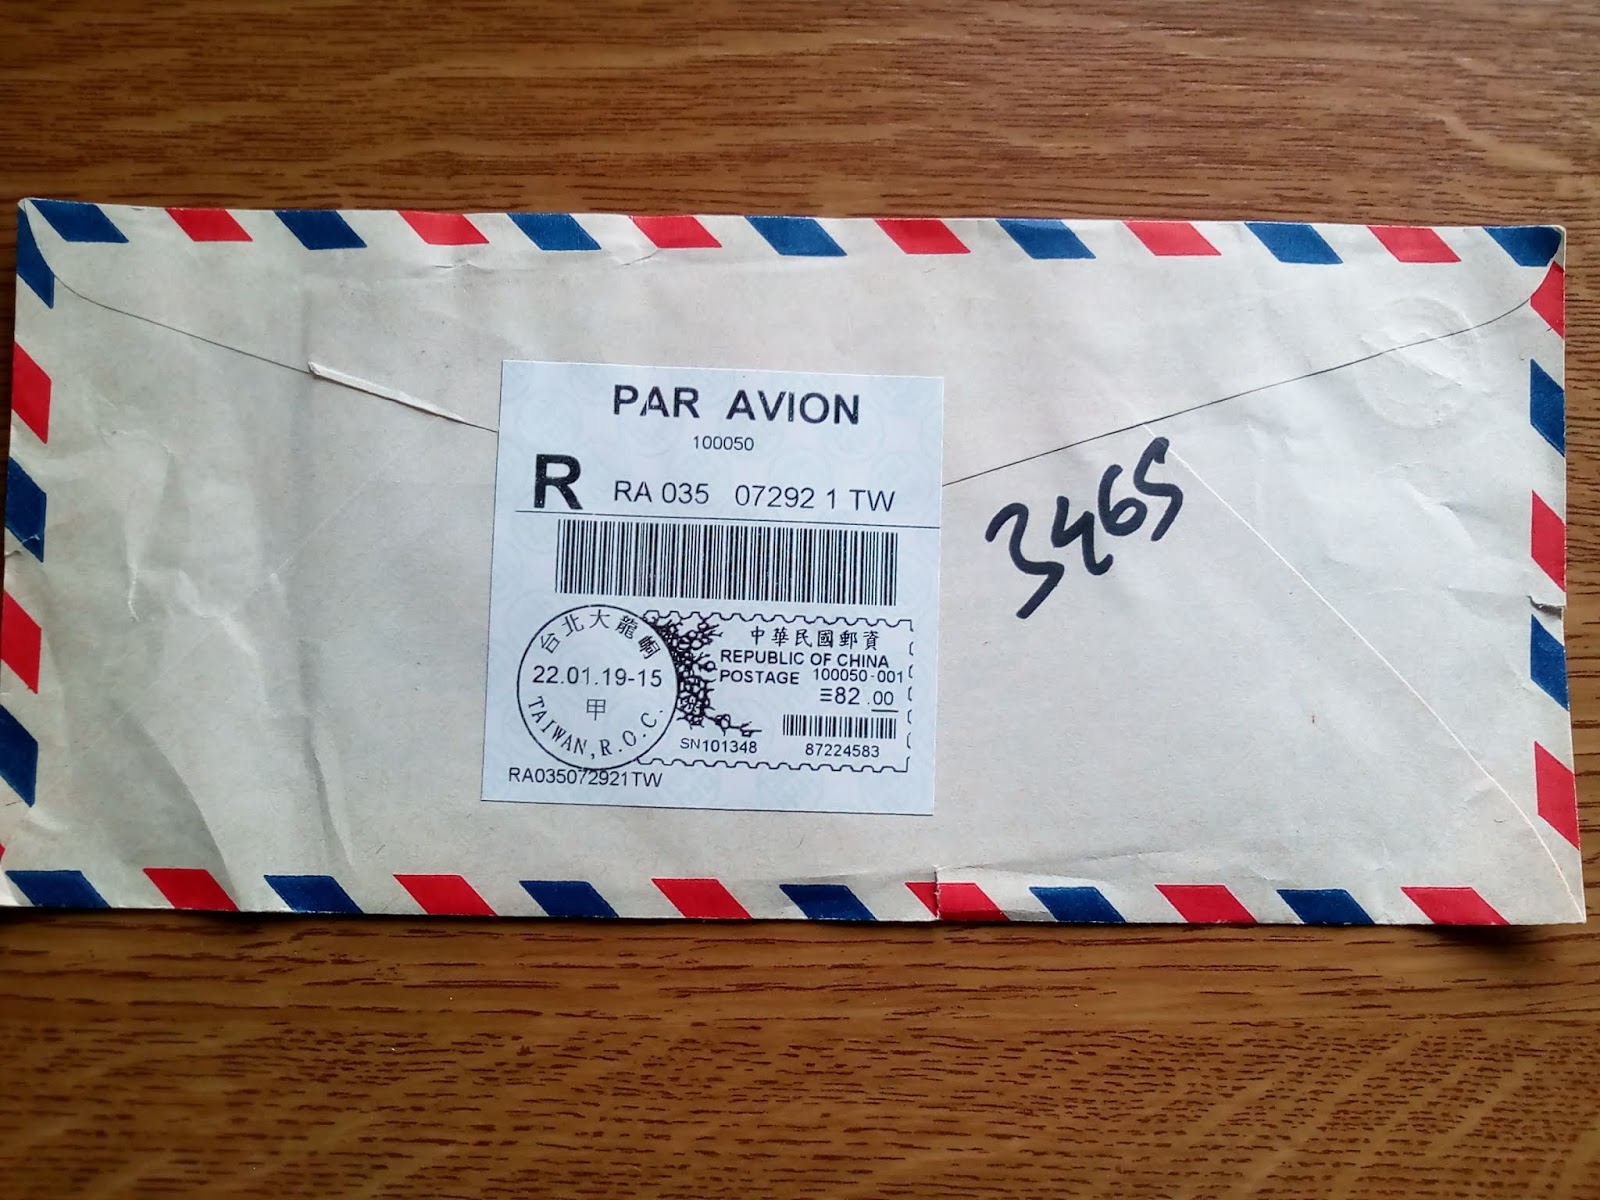 PAR AVION
100050
R RA 035 07292 1 TW
台北大龍峒
22.01.19-15
甲
TAIWAN,R.O.C.
中華民國郵資
REPUBLIC OF CHINA
POSTAGE 100050-001
≡82.00
SN101348 87224583
RA035072921TW
3465